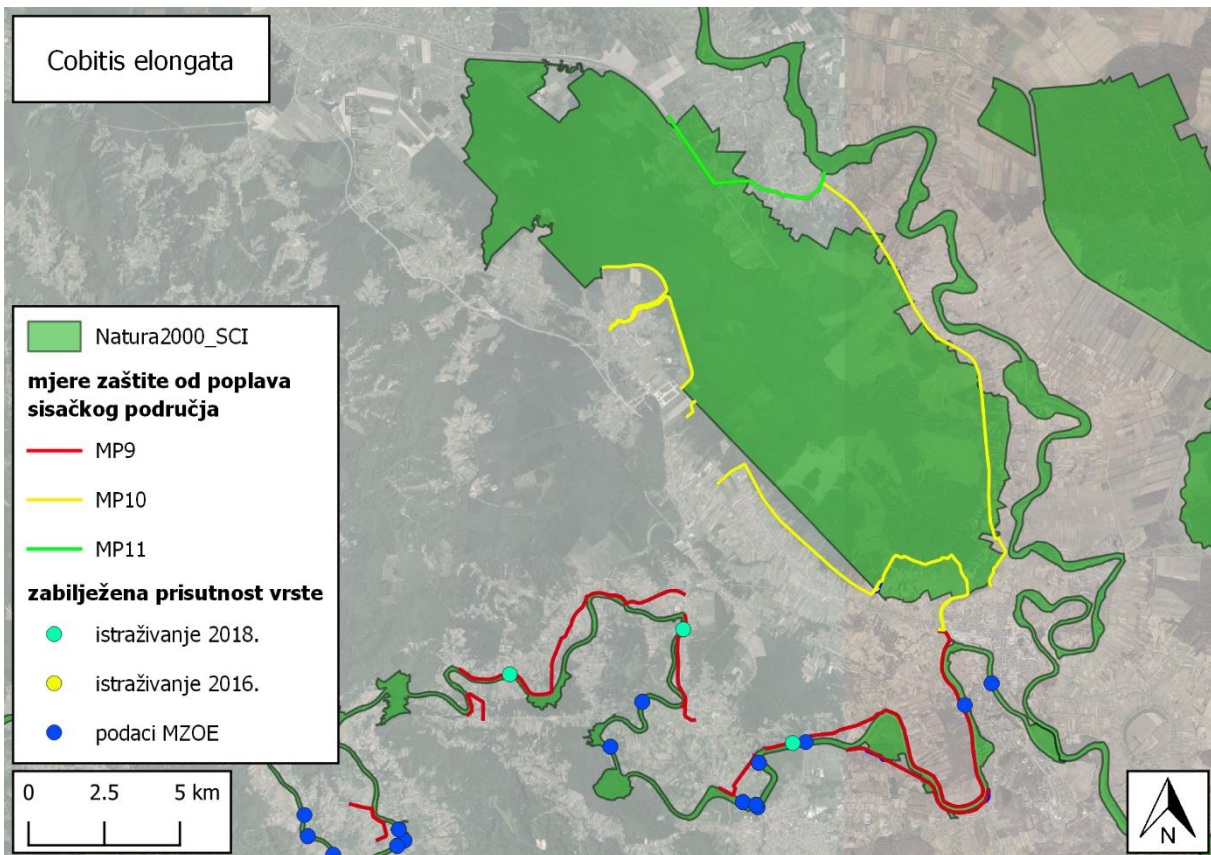 Cobitis elongata
Natura2000_SCI
mjere zaštite od poplava
sisačkog područja
MP9
MP10
MP11
zabilježena prisutnost vrste
istraživanje 2018.
istraživanje 2016.
podaci MZOE
0 2.5 5 km
N